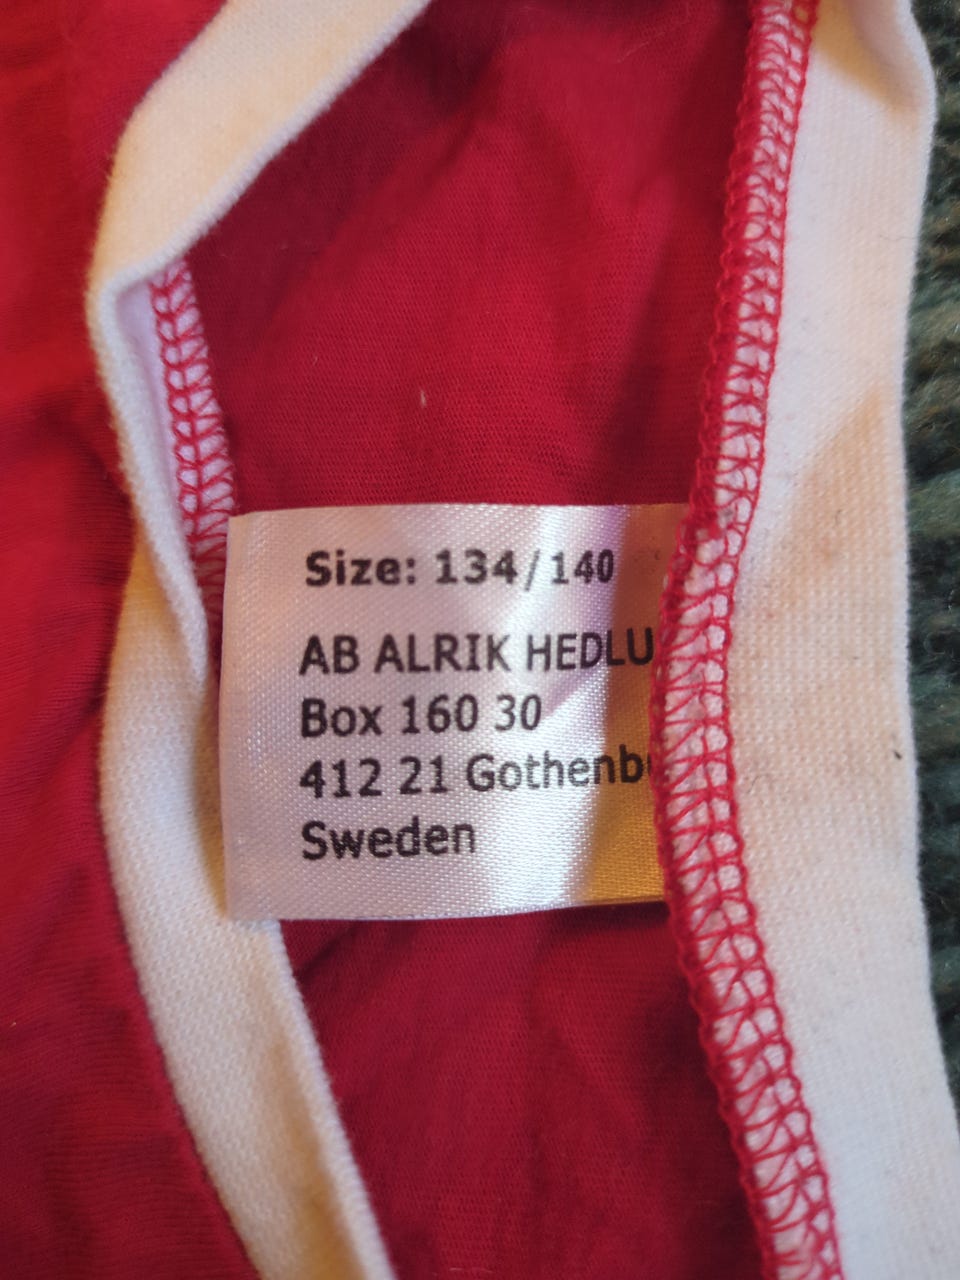 Size: 134/140
AB ALRIK HEDLU
Box 160 30
412 21 Gothenb
Sweden